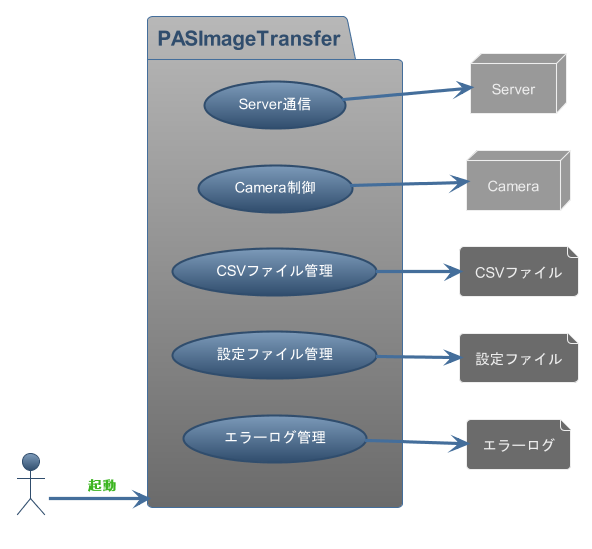 PASImageTransfer
Server通信
Server
Camera制御
Camera
CSVファイル管理
CSVファイル
設定ファイル管理
設定ファイル
エラーログ管理
エラーログ
起動